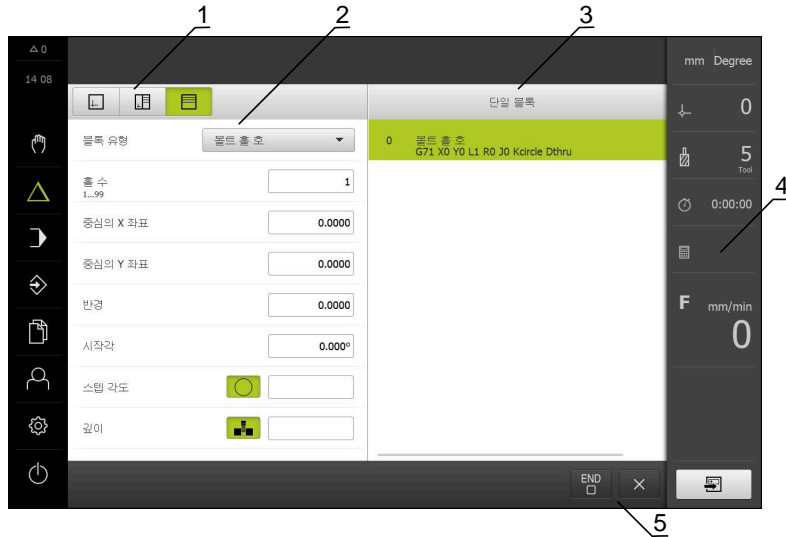 1
2
3
△ 0
14 08
mm Degree
단일 블록
0
블록 유형
볼트 홀 호
0 볼트 홀 호
G71 X0 Y0 L1 R0 J0 Kcircle Dthru
5
Tool
홀 수
1...99
1
4
중심의 X 좌표
0.0000
0:00:00
중심의 Y 좌표
0.0000
반경
0.0000
F mm/min
0
시작각
0.000°
스텝 각도
깊이
END
5